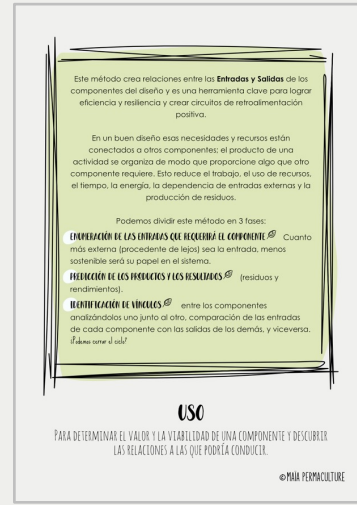 Este método crea relaciones entre las Entradas y Salidas de los
componentes del diseño y es una herramienta clave para lograr
eficiencia y resiliencia y crear circuitos de retroalimentación
positiva.
En un buen diseño esas necesidades y recursos están
conectados a otros componentes; el producto de una
actividad se organiza de modo que proporcione algo que otro
componente requiere. Esto reduce el trabajo, el uso de recursos,
el tiempo, la energía, la dependencia de entradas externas y la
producción de residuos.
Podemos dividir este método en 3 fases:
ENUMERACIÓN DE LAS ENTRADAS QUE REQUERIRÁ EL COMPONENTE Cuanto
más externa (procedente de lejos) sea la entrada, menos
sostenible será su papel en el sistema.
PREDICCIÓN DE LOS PRODUCTOS Y LOS RESULTADOS (residuos y
rendimientos).
IDENTIFICACIÓN DE VÍNCULOS entre los componentes
analizándolos uno junto al otro, comparación de las entradas
de cada componente con las salidas de los demás, y viceversa.
¿Podemos cerrar el ciclo?
USO
PARA DETERMINAR EL VALOR Y LA VIABILIDAD DE UNA COMPONENTE Y DESCUBRIR
LAS RELACIONES A LAS QUE PODRÍA CONDUCIR.
©MAÍA PERMACULTURE